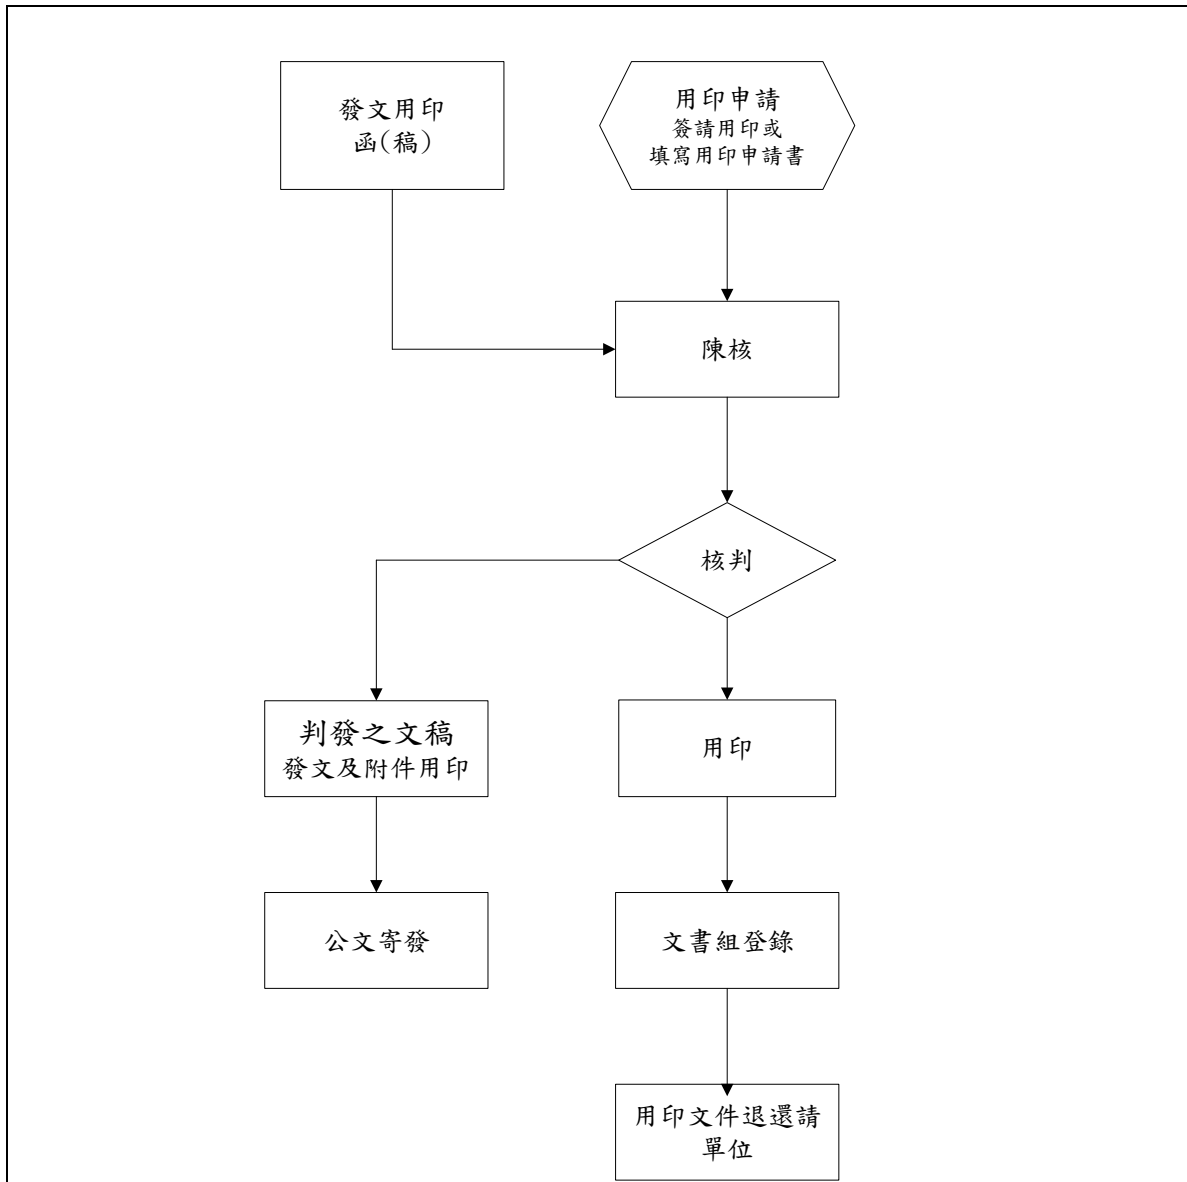 發文用印
函(稿)
用印申請
簽請用印或
填寫用印申請書
陳核
核判
判發之文稿
發文及附件用印
用印
公文寄發
文書組登錄
用印文件退還請
單位